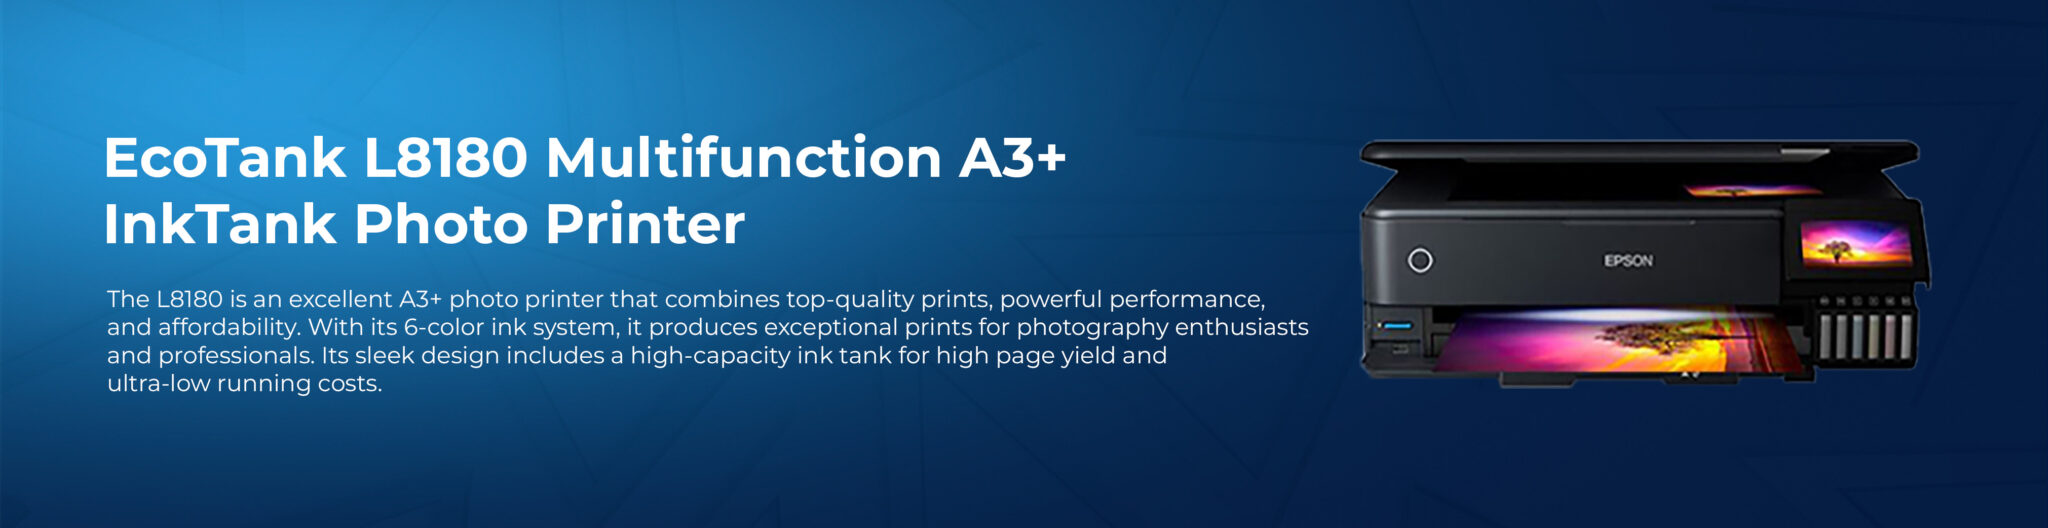 EcoTank L8180 Multifunction A3+
InkTank Photo Printer
The L8180 is an excellent A3+ photo printer that combines top-quality prints, powerful performance,
and affordability. With its 6-color ink system, it produces exceptional prints for photography enthusiasts
and professionals. Its sleek design includes a high-capacity ink tank for high page yield and
ultra-low running costs.
EPSON